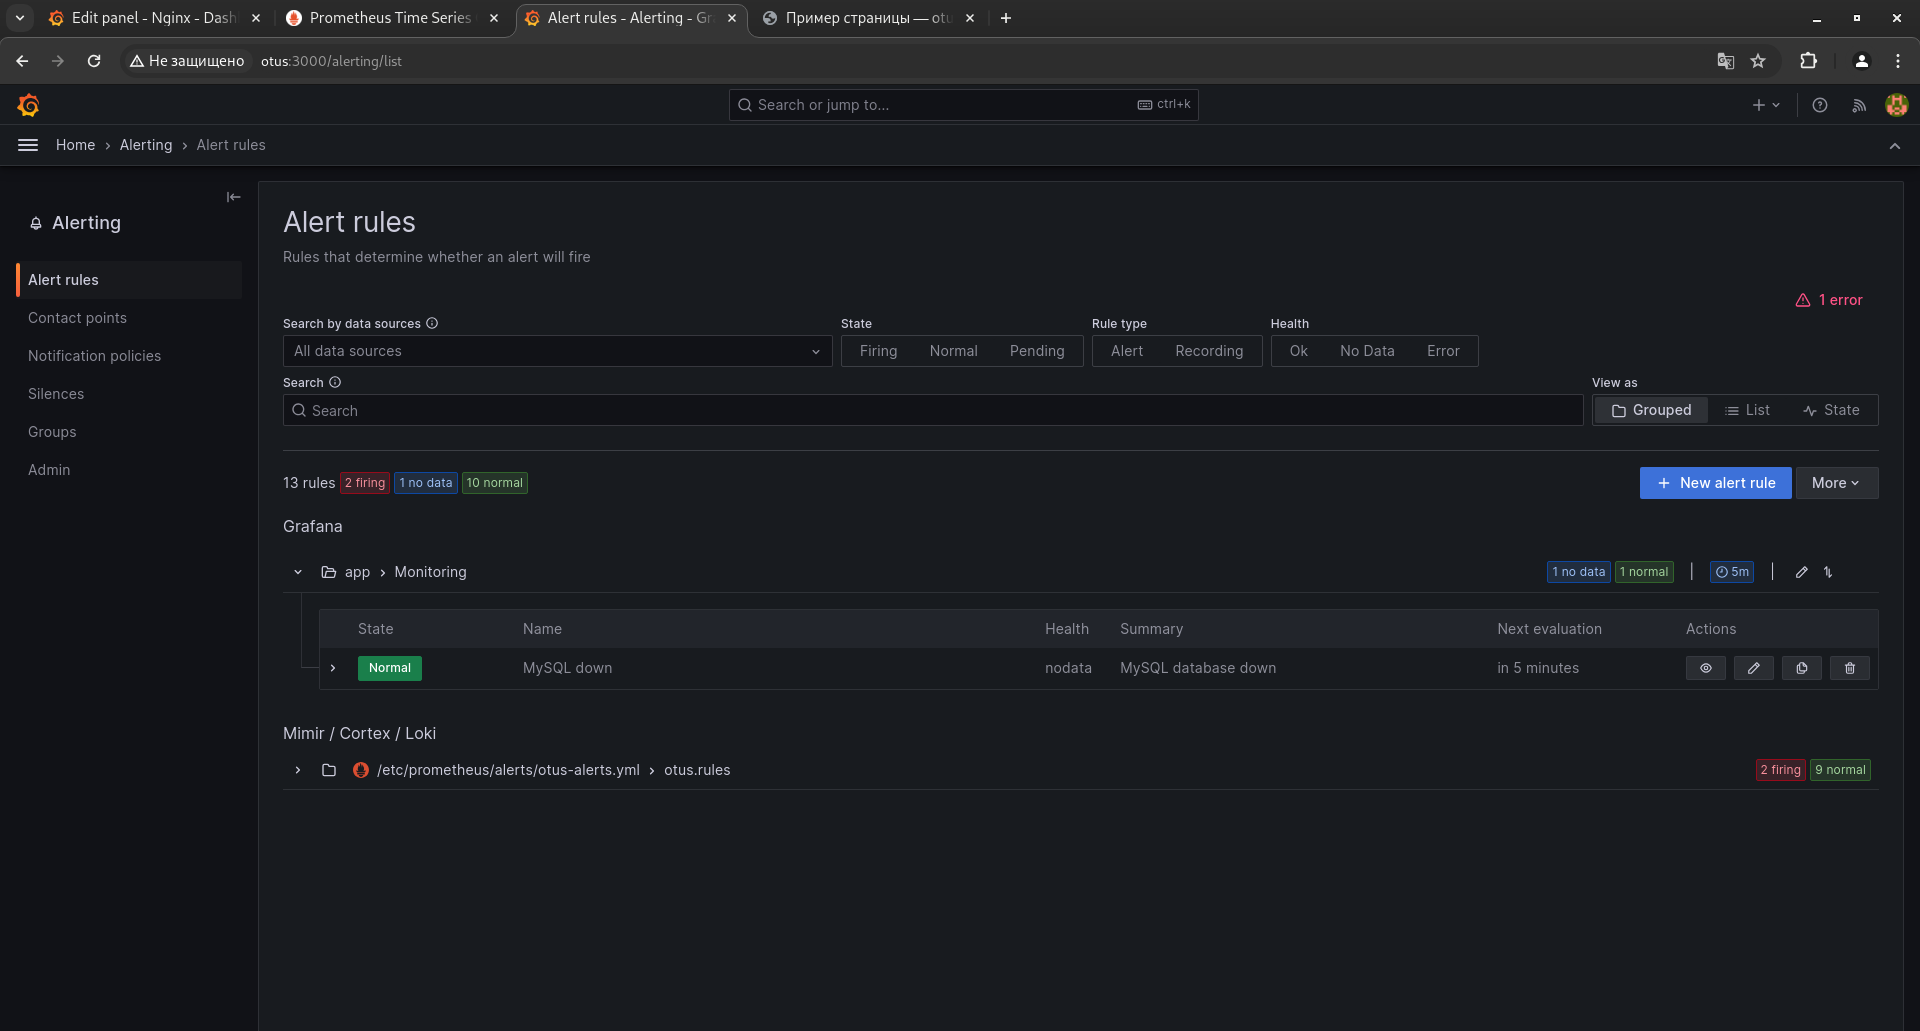 Edit panel - Nginx - Dash
Prometheus Time Series
Alert rules - Alerting - Gr
Пример страницы — otu
Не защищено
otus:3000/alerting/list
Search or jump to...
ctrl+k
Home › Alerting › Alert rules
Alerting
Alert rules
Contact points
Notification policies
Silences
Groups
Admin
Alert rules
Rules that determine whether an alert will fire
1 error
Search by data sources
State
Rule type
Health
All data sources
Firing Normal Pending
Alert Recording
Ok No Data Error
Search
View as
Search
Grouped List State
13 rules 2 firing 1 no data 10 normal
New alert rule
More
Grafana
app › Monitoring
1 no data 1 normal | 5m |
State Name Health Summary Next evaluation Actions
Normal MySQL down nodata MySQL database down in 5 minutes
Mimir / Cortex / Loki
/etc/prometheus/alerts/otus-alerts.yml › otus.rules
2 firing 9 normal